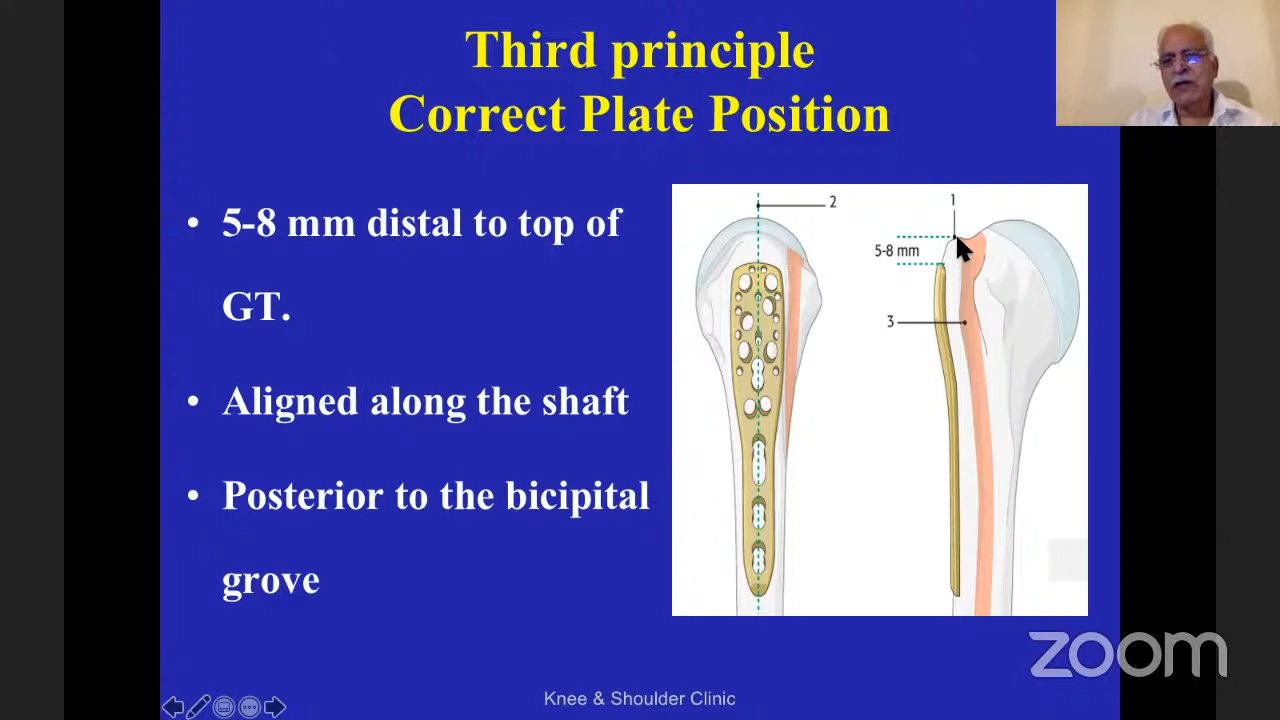 Third principle
Correct Plate Position
• 5-8 mm distal to top of
GT.
• Aligned along the shaft
• Posterior to the bicipital
grove
2
1
5-8 mm
3
zoom
Knee & Shoulder Clinic